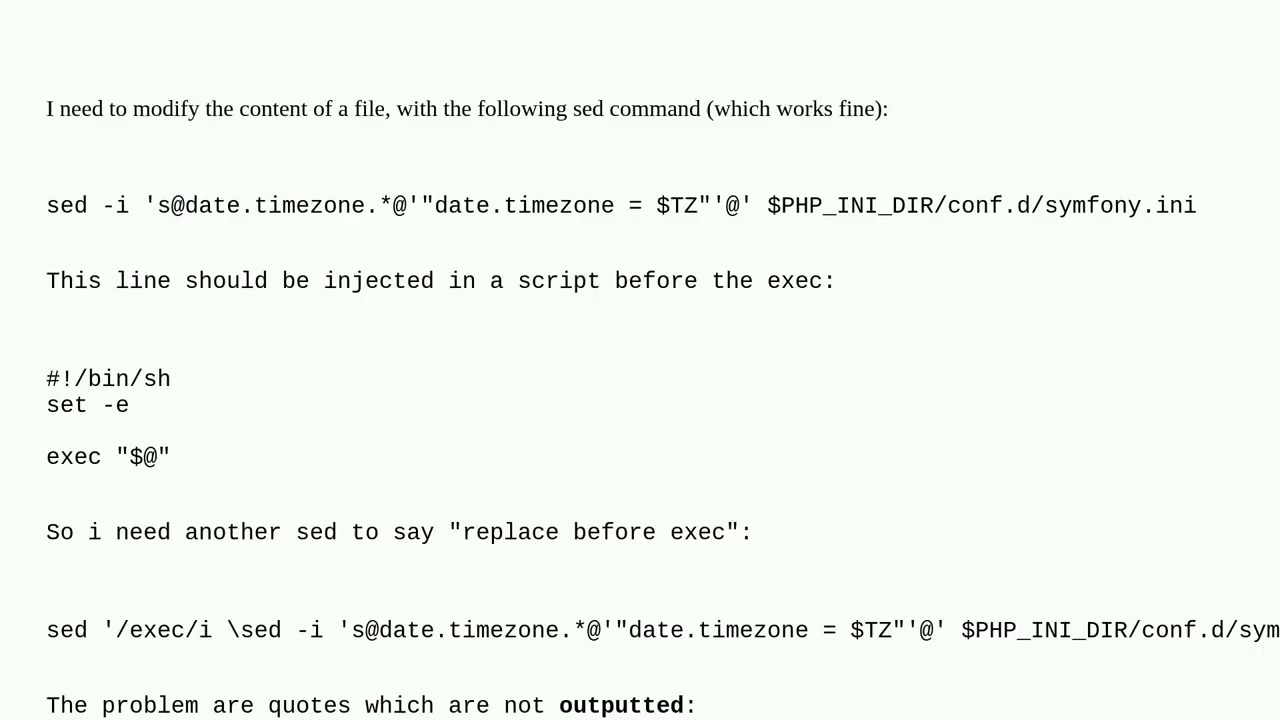 I need to modify the content of a file, with the following sed command (which works fine):
sed -i 's@date.timezone.*@'"date.timezone = $TZ"'@' $PHP_INI_DIR/conf.d/symfony.ini
This line should be injected in a script before the exec:
#!/bin/sh
set -e
exec "$@"
So i need another sed to say "replace before exec":
sed '/exec/i \sed -i 's@date.timezone.*@'"date.timezone = $TZ"'@' $PHP_INI_DIR/conf.d/sym
The problem are quotes which are not outputted: